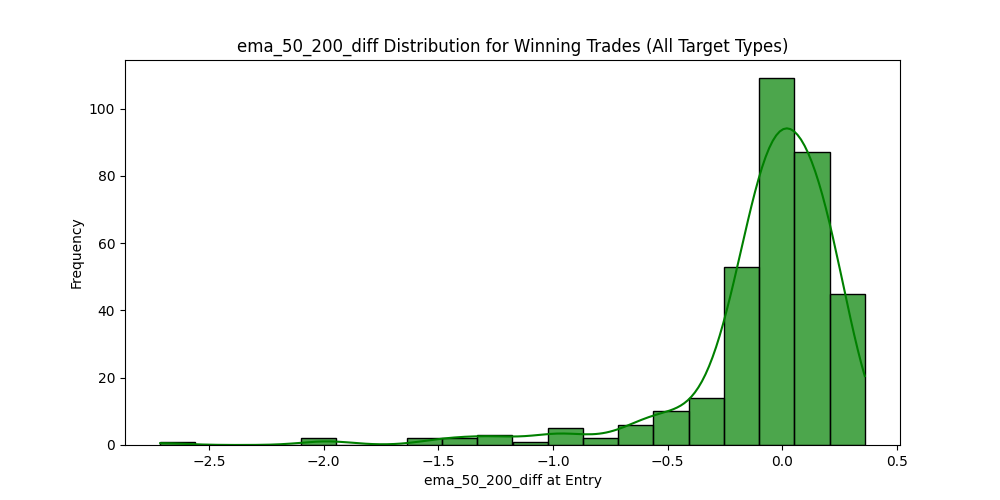 ema_50_200_diff Distribution for Winning Trades (All Target Types)
100
80
60
40
20
0
Frequency
−2.5 −2.0 −1.5 −1.0 −0.5 0.0 0.5
ema_50_200_diff at Entry